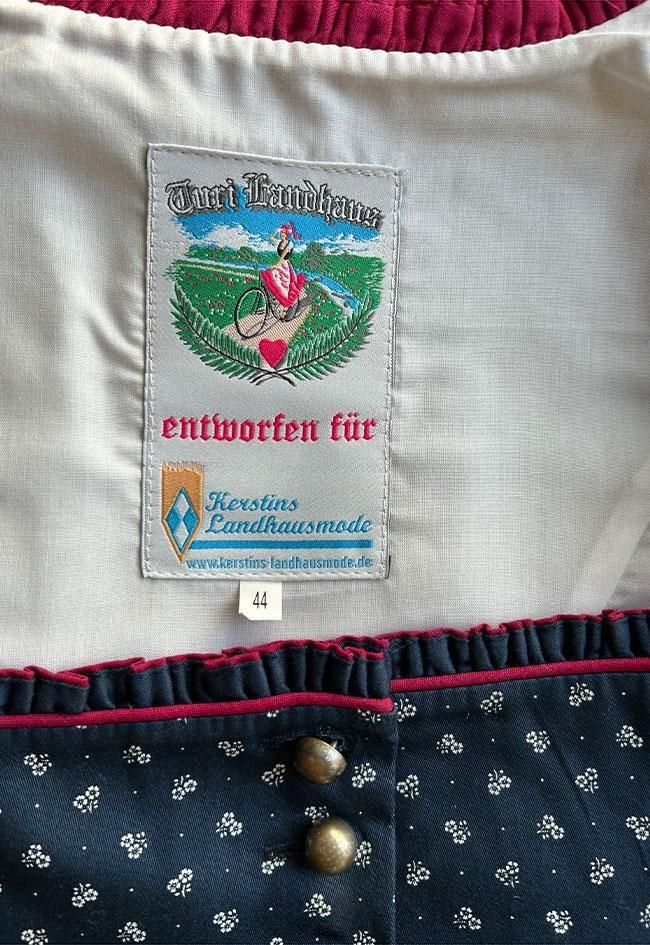 Turi Landhaus
entworfen für
Kerstins
Landhausmode
www.kerstins-landhausmode.de
44